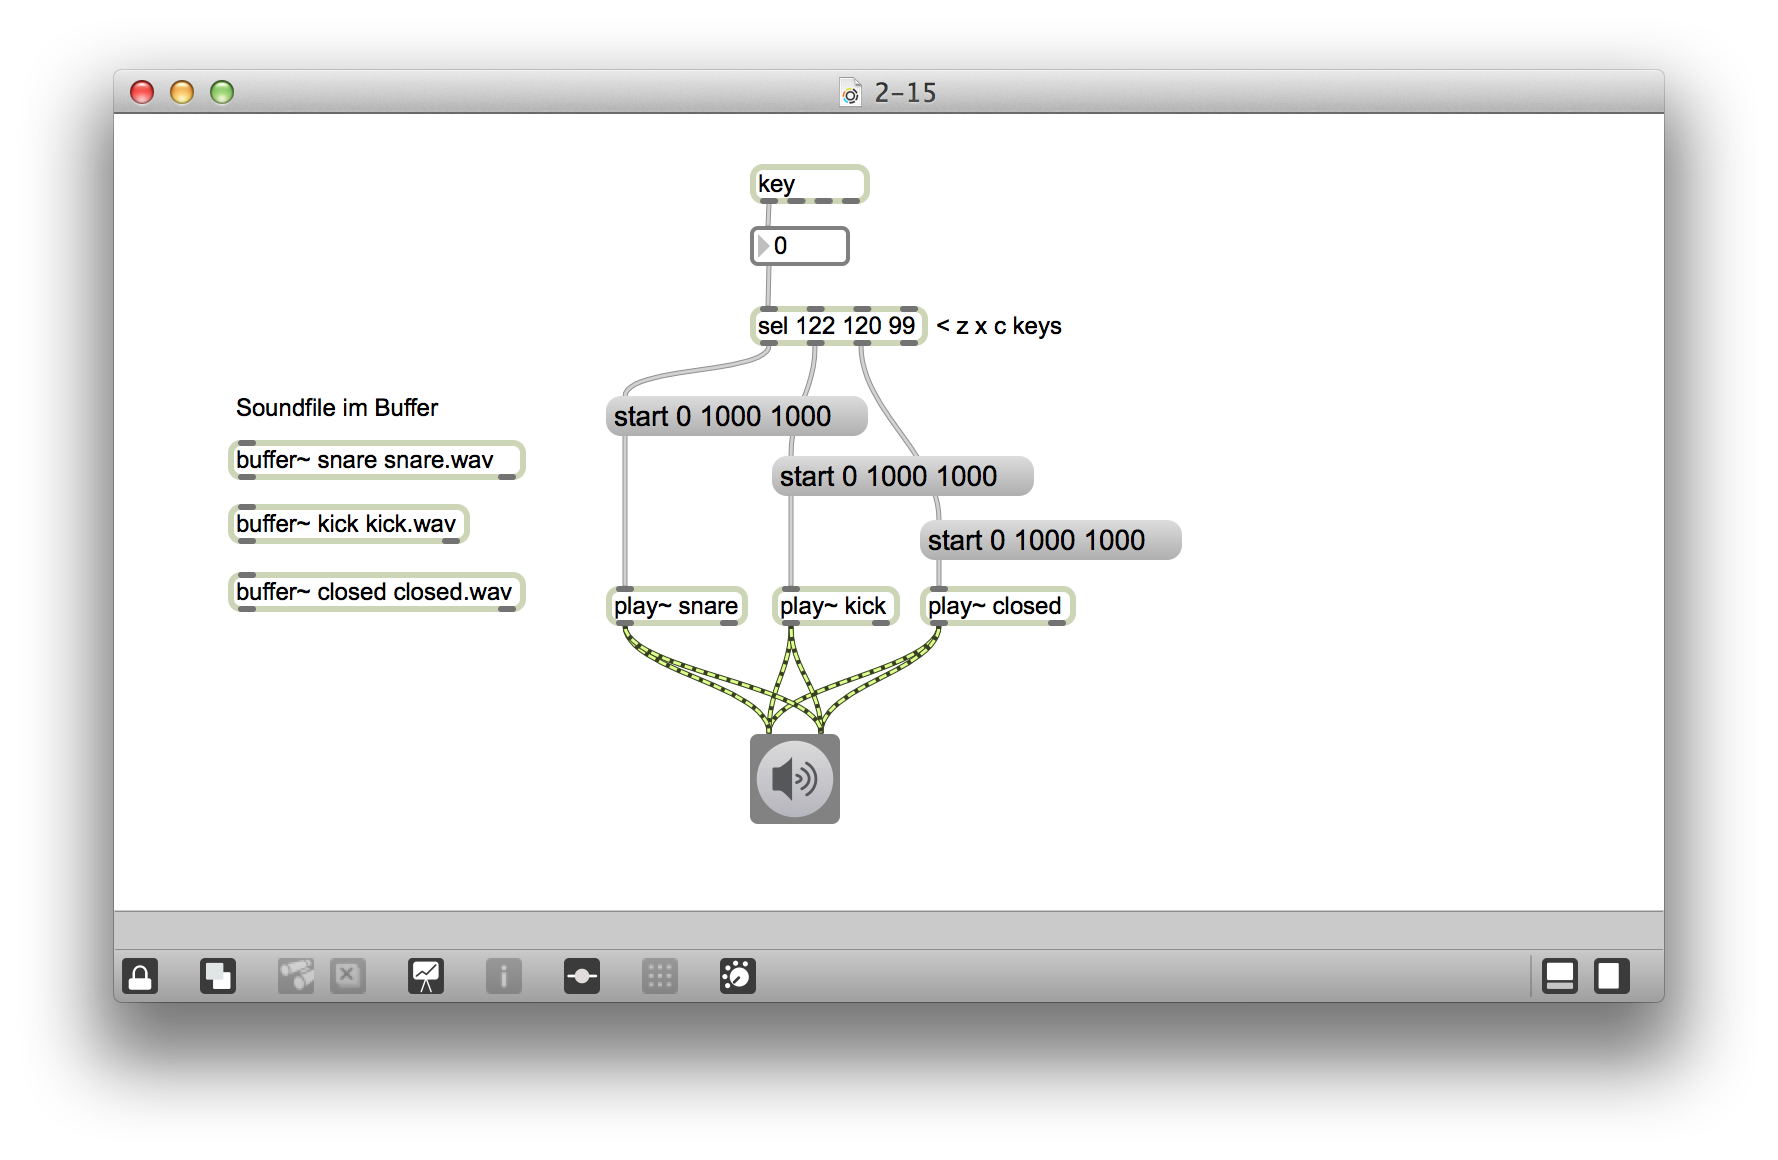 2-15
key
0
sel 122 120 99
< z x c keys
Soundfile im Buffer
start 0 1000 1000
buffer~ snare snare.wav
start 0 1000 1000
buffer~ kick kick.wav
start 0 1000 1000
buffer~ closed closed.wav
play~ snare
play~ kick
play~ closed